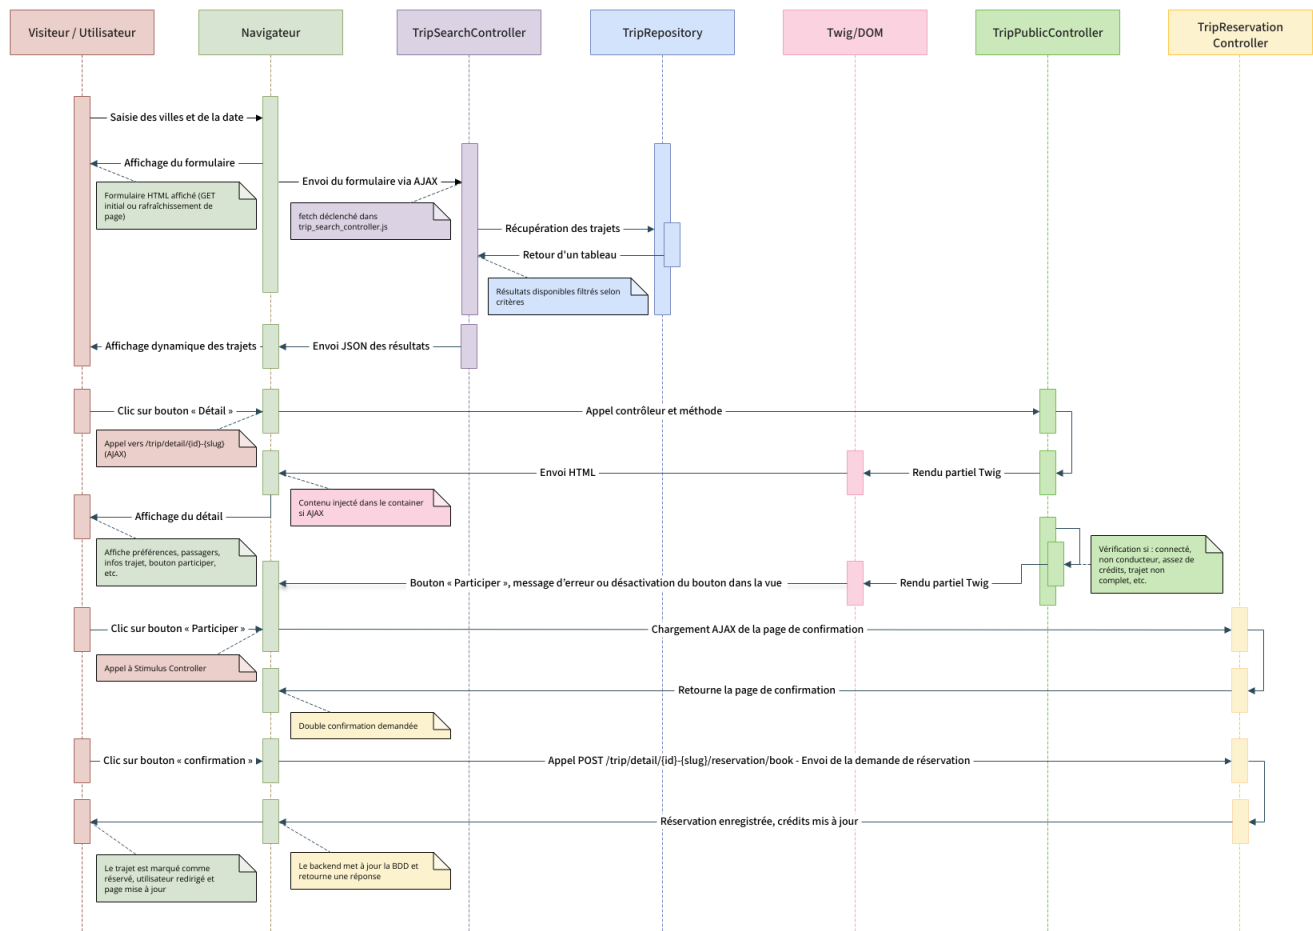 Visiteur / Utilisateur
Navigateur
TripSearchController
TripRepository
Twig/DOM
TripPublicController
TripReservation
Controller
Saisie des villes et de la date
Affichage du formulaire
Formulaire HTML affiché (GET
initial ou rafraîchissement de
page)
Envoi du formulaire via AJAX
fetch déclenché dans
trip_search_controller.js
Récupération des trajets
Retour d'un tableau
Résultats disponibles filtrés selon
critères
Affichage dynamique des trajets
Envoi JSON des résultats
Clic sur bouton « Détail »
Appel contrôleur et méthode
Appel vers /trip/detail/{id}-{slug}
(AJAX)
Envoi HTML
Rendu partiel Twig
Contenu injecté dans le container
si AJAX
Affichage du détail
Affiche préférences, passagers,
infos trajet, bouton participer,
etc.
Vérification si : connecté,
non conducteur, assez de
crédits, trajet non
complet, etc.
Bouton « Participer », message d’erreur ou désactivation du bouton dans la vue
Rendu partiel Twig
Clic sur bouton « Participer »
Chargement AJAX de la page de confirmation
Appel à Stimulus Controller
Retourne la page de confirmation
Double confirmation demandée
Clic sur bouton « confirmation »
Appel POST /trip/detail/{id}-{slug}/reservation/book - Envoi de la demande de réservation
Réservation enregistrée, crédits mis à jour
Le trajet est marqué comme
réservé, utilisateur redirigé et
page mise à jour
Le backend met à jour la BDD et
retourne une réponse